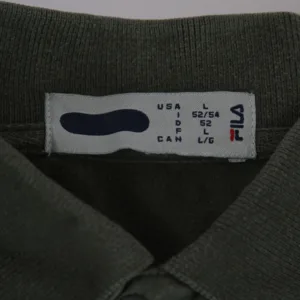 USA L
I 52/54
D 52
F L
CAN L/G
FILA